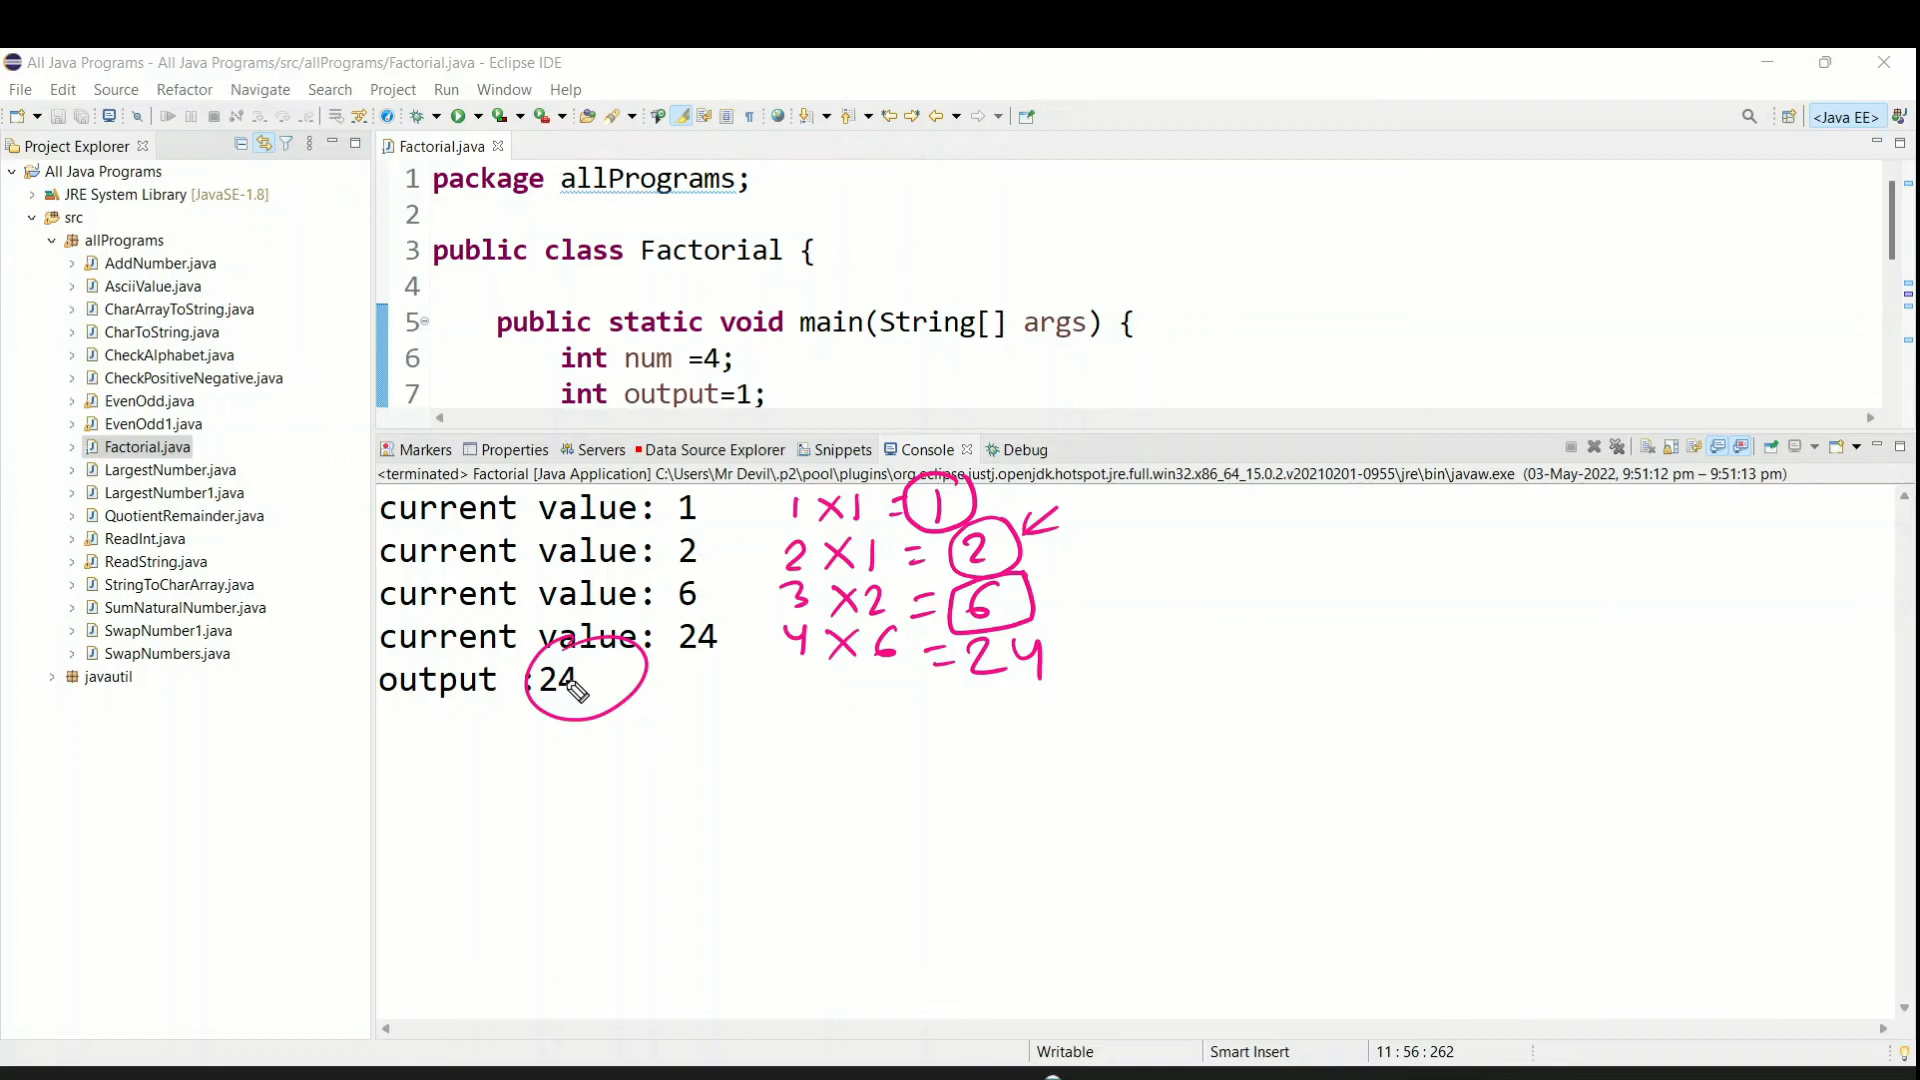 All Java Programs - All Java Programs/src/allPrograms/Factorial.java - Eclipse IDE
File Edit Source Refactor Navigate Search Project Run Window Help
<Java EE>
Project Explorer
All Java Programs
JRE System Library [JavaSE-1.8]
src
allPrograms
AddNumber.java
AsciiValue.java
CharArrayToString.java
CharToString.java
CheckAlphabet.java
CheckPositiveNegative.java
EvenOdd.java
EvenOdd1.java
Factorial.java
LargestNumber.java
LargestNumber1.java
QuotientRemainder.java
ReadInt.java
ReadString.java
StringToCharArray.java
SumNaturalNumber.java
SwapNumber1.java
SwapNumbers.java
javautil
Factorial.java
1 package allPrograms;
2
3 public class Factorial {
4
5 public static void main(String[] args) {
6 int num =4;
7 int output=1;
Markers Properties Servers Data Source Explorer Snippets Console Debug
<terminated> Factorial [Java Application] C:\Users\Mr Devil\.p2\pool\plugins\org.eclipse.justj.openjdk.hotspot.jre.full.win32.x86_64_15.0.2.v20210201-0955\jre\bin\javaw.exe (03-May-2022, 9:51:12 pm – 9:51:13 pm)
current value: 1 1 X 1 = 1
current value: 2 2 X 1 = 2
current value: 6 3 X 2 = 6
current value: 24 4 X 6 = 24
output :24
Writable Smart Insert 11 : 56 : 262